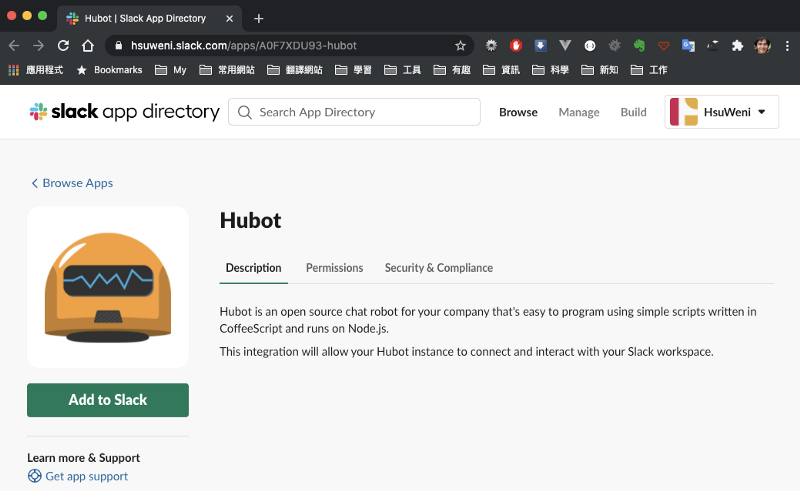 Hubot | Slack App Directory
hsuweni.slack.com/apps/A0F7XDU93-hubot
應用程式 Bookmarks My 常用網站 翻譯網站 學習 工具 有趣 資訊 科學 新知 工作
slack app directory Search App Directory Browse Manage Build HsuWeni
Browse Apps
Hubot
Description Permissions Security & Compliance
Hubot is an open source chat robot for your company that's easy to program using simple scripts written in
CoffeeScript and runs on Node.js.
This integration will allow your Hubot instance to connect and interact with your Slack workspace.
Add to Slack
Learn more & Support
Get app support